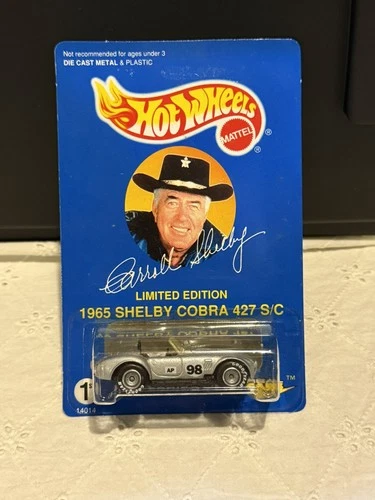 Not recommended for ages under 3
DIE CAST METAL & PLASTIC
HOT WHEELS
MATTEL
®
®
Carroll Shelby
LIMITED EDITION
1965 SHELBY COBRA 427 S/C
AP
98
TM
14014